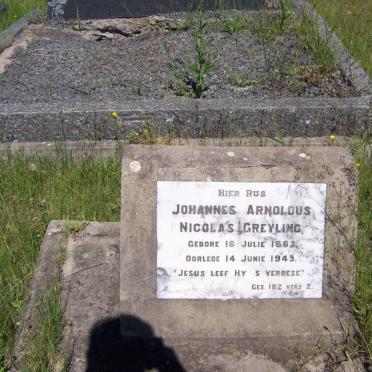 Hier Rus
Johannes Arnoldus
Nicolas Greyling,
Gebore 16 Julie 1863,
Oorlede 14 Junie 1943.
"Jesus leef Hy s verrese"
Ges. 182 vers 2.